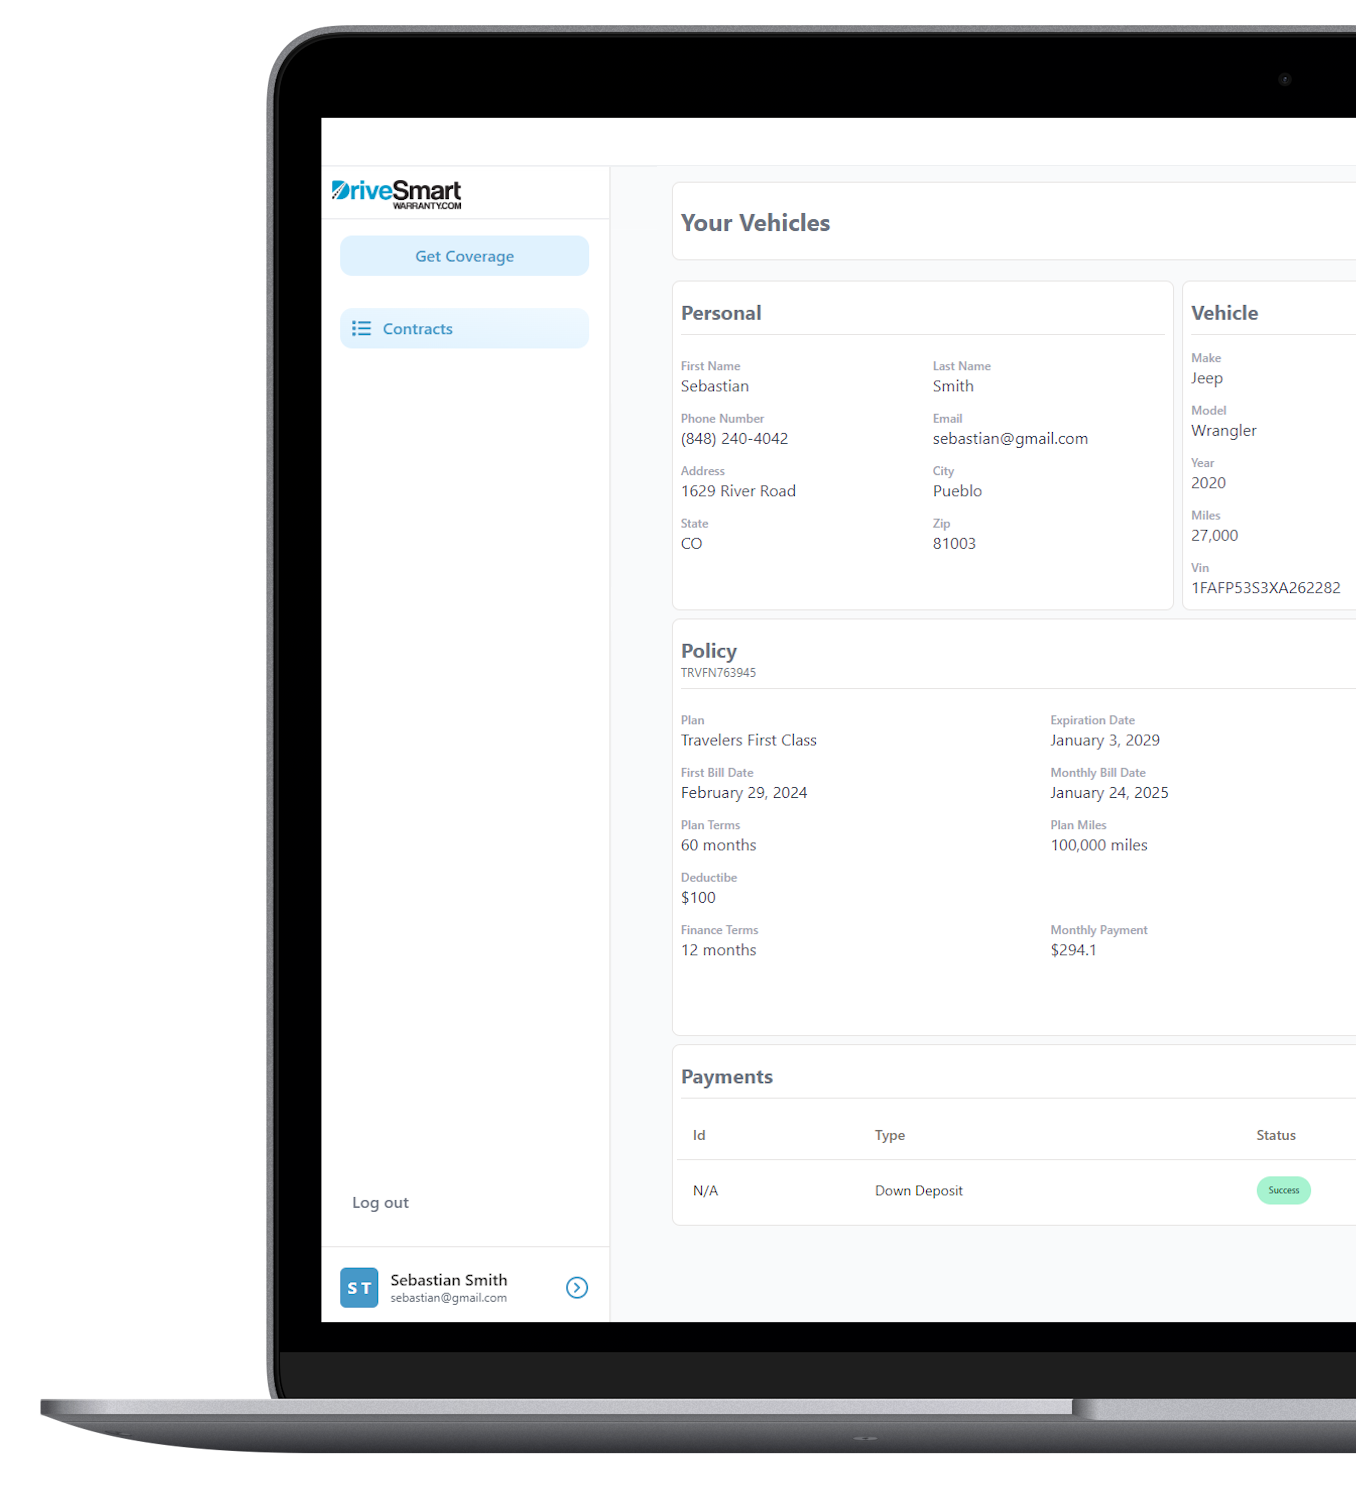 DriveSmart
WARRANTY.COM
Get Coverage
Contracts
Log out
S T
Sebastian Smith
sebastian@gmail.com
Your Vehicles
Personal
First Name
Sebastian
Last Name
Smith
Phone Number
(848) 240-4042
Email
sebastian@gmail.com
Address
1629 River Road
City
Pueblo
State
CO
Zip
81003
Vehicle
Make
Jeep
Model
Wrangler
Year
2020
Miles
27,000
Vin
1FAFP53S3XA262282
Policy
TRVFN763945
Plan
Travelers First Class
Expiration Date
January 3, 2029
First Bill Date
February 29, 2024
Monthly Bill Date
January 24, 2025
Plan Terms
60 months
Plan Miles
100,000 miles
Deductibe
$100
Finance Terms
12 months
Monthly Payment
$294.1
Payments
Id Type Status
N/A Down Deposit Success